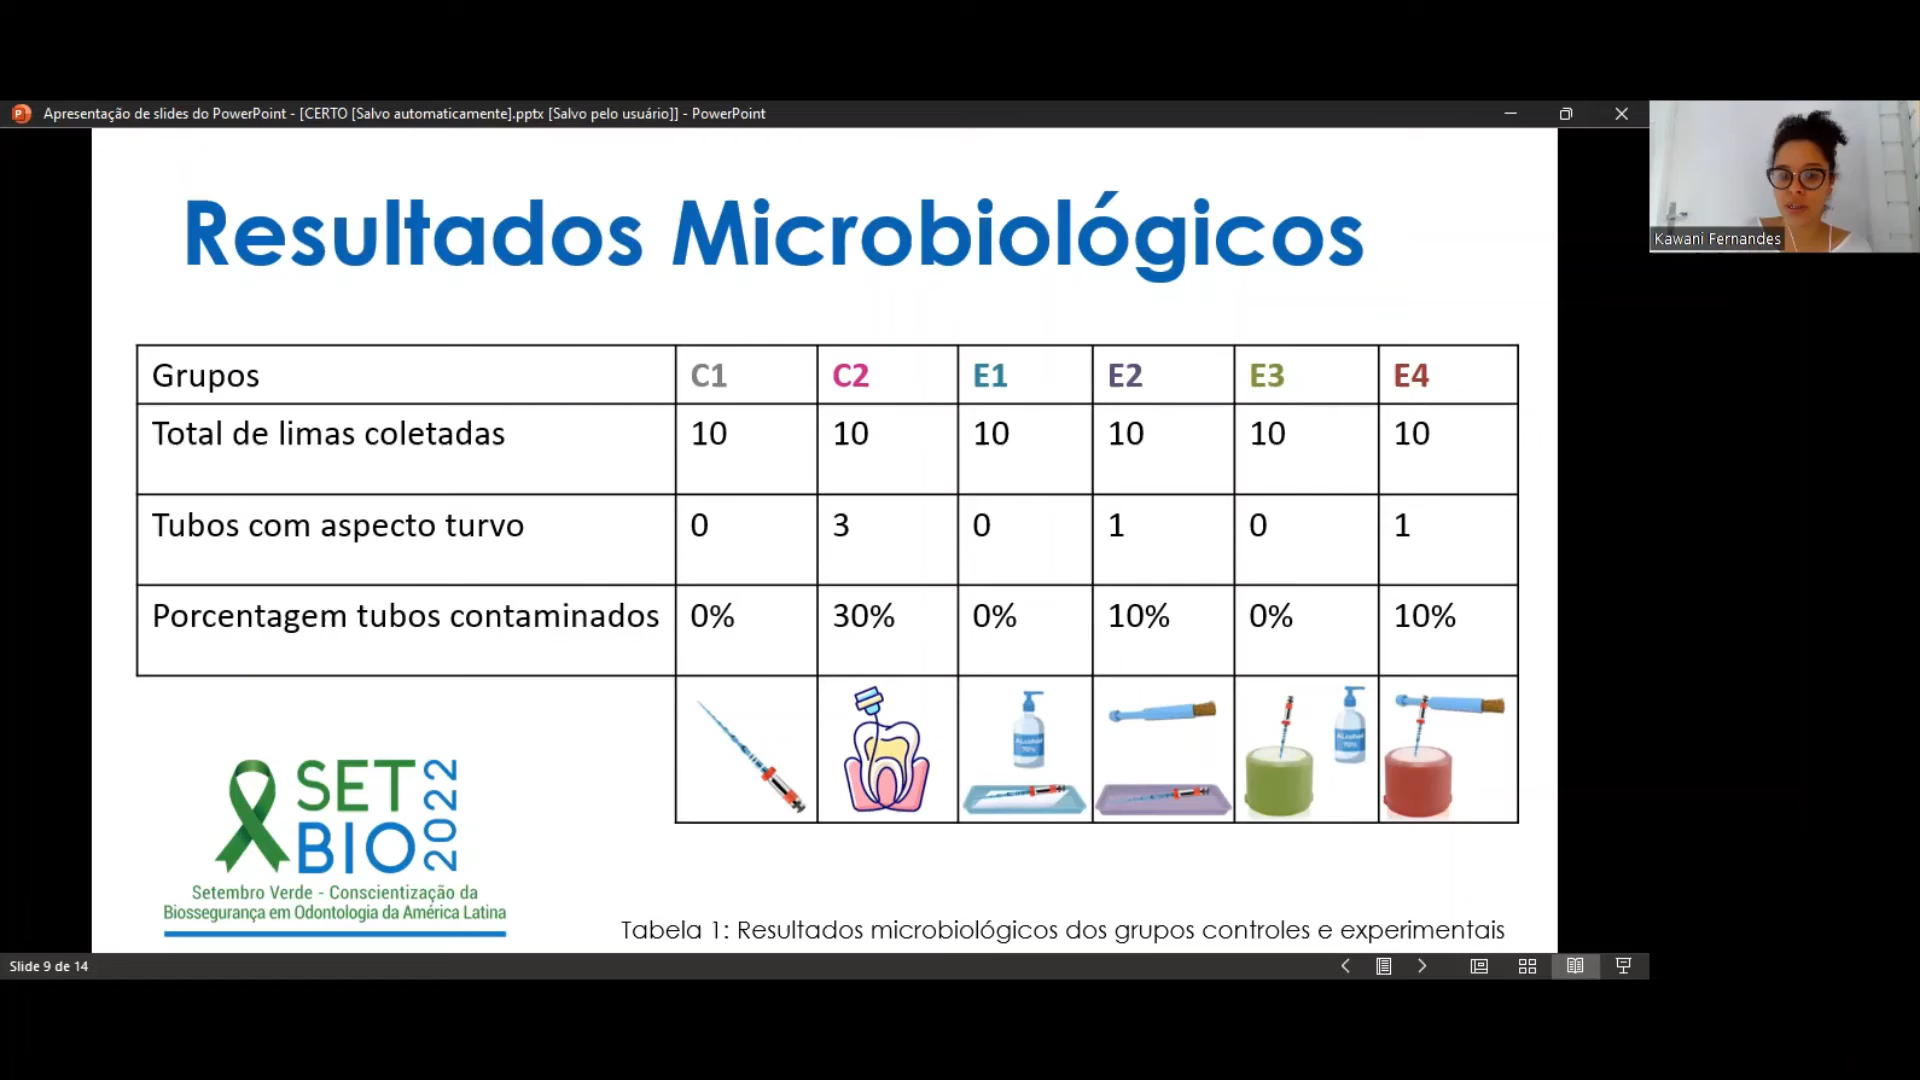 Apresentação de slides do PowerPoint - [CERTO [Salvo automaticamente].pptx [Salvo pelo usuário]] - PowerPoint
Kawani Fernandes
Resultados Microbiológicos
Grupos C1 C2 E1 E2 E3 E4
Total de limas coletadas 10 10 10 10 10 10
Tubos com aspecto turvo 0 3 0 1 0 1
Porcentagem tubos contaminados 0% 30% 0% 10% 0% 10%
SET
BIO
2022
Setembro Verde - Conscientização da
Biossegurança em Odontologia da América Latina
Tabela 1: Resultados microbiológicos dos grupos controles e experimentais
Slide 9 de 14